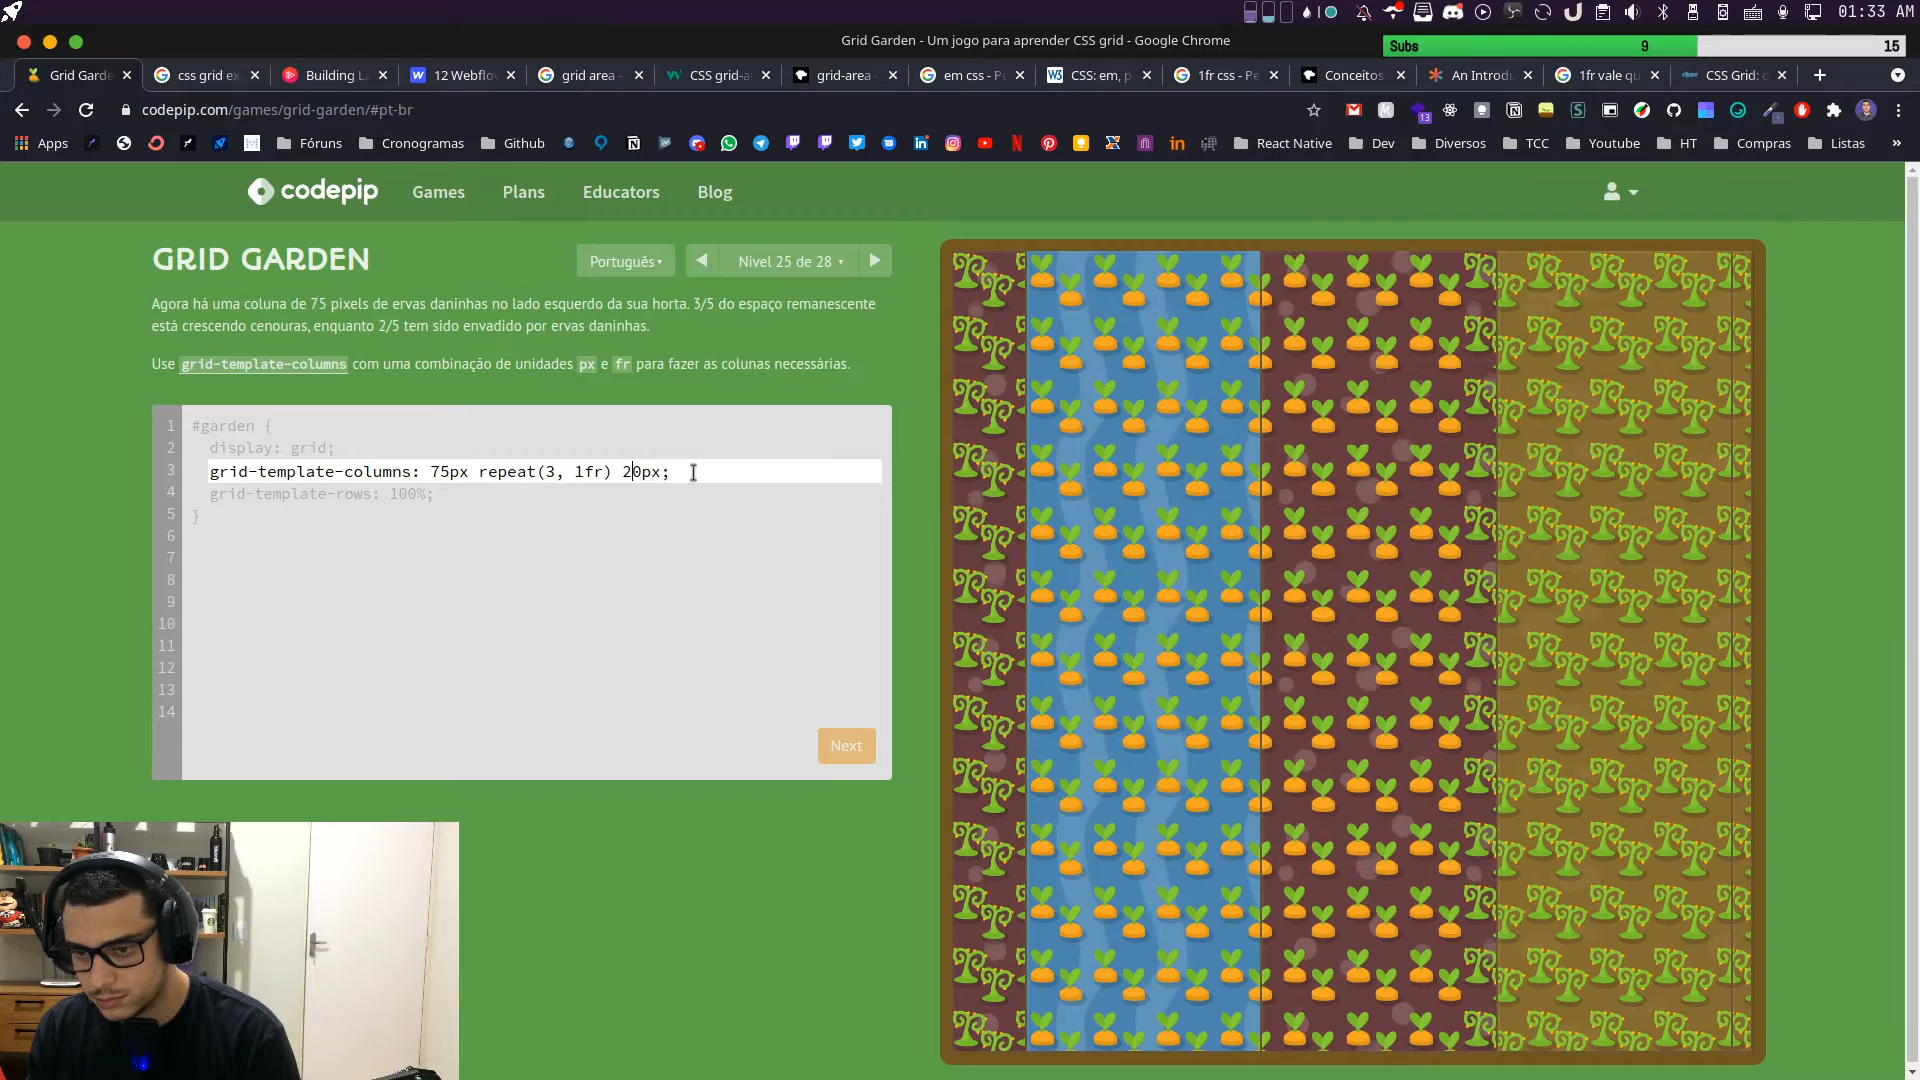 01:33 AM
Grid Garden - Um jogo para aprender CSS grid - Google Chrome
Subs 9 15
Grid Garde
css grid ex
Building La
12 Webflow
grid area -
CSS grid-a
grid-area -
em css - Pe
CSS: em, p
1fr css - Pe
Conceitos
An Introdu
1fr vale qu
CSS Grid: o
codepip.com/games/grid-garden/#pt-br
13
Apps
Fóruns
Cronogramas
Github
React Native
Dev
Diversos
TCC
Youtube
HT
Compras
Listas
»
codepip
Games
Plans
Educators
Blog
GRID GARDEN
Português
Nível 25 de 28
Agora há uma coluna de 75 pixels de ervas daninhas no lado esquerdo da sua horta. 3/5 do espaço remanescente
está crescendo cenouras, enquanto 2/5 tem sido envadido por ervas daninhas.
Use grid-template-columns com uma combinação de unidades px e fr para fazer as colunas necessárias.
1 #garden {
2 display: grid;
3 grid-template-columns: 75px repeat(3, 1fr) 20px;
4 grid-template-rows: 100%;
5 }
6
7
8
9
10
11
12
13
14
Next